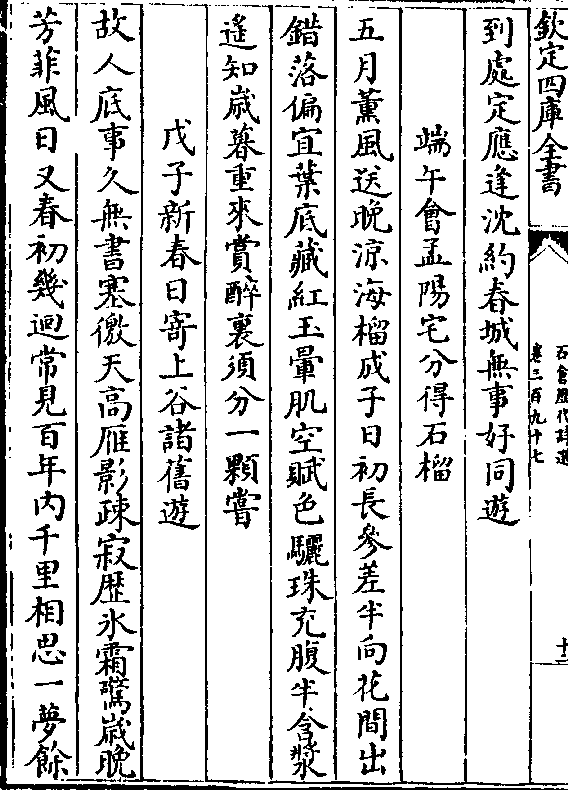 欽定四庫全書
石倉歷代詩選
卷三百九十七
十三
到處定應逢沈約春城無事好同遊
端午會孟陽宅分得石榴
五月薰風送晚涼海榴成子日初長參差半向花間出
錯落偏宜葉底藏紅玉暈肌空賦色驪珠充腹半含漿
遙知歳暮重來賞醉裏須分一顆嘗
戊子新春日寄上谷諸舊遊
故人底事久無書塞徼天高雁影疎寂歴氷霜驚歳晚
芳菲風日又春初幾迴常見百年内千里相思一夢餘